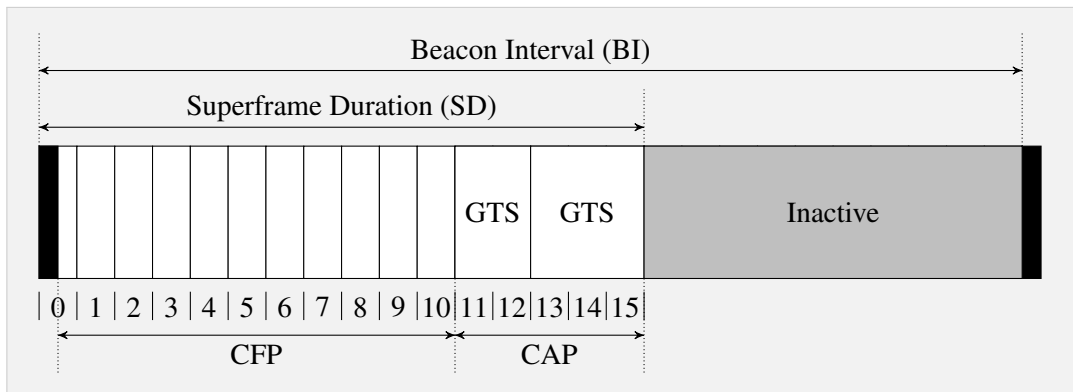 Beacon Interval (BI)
Superframe Duration (SD)
GTS GTS Inactive
0 1 2 3 4 5 6 7 8 9 10 11 12 13 14 15
CFP CAP